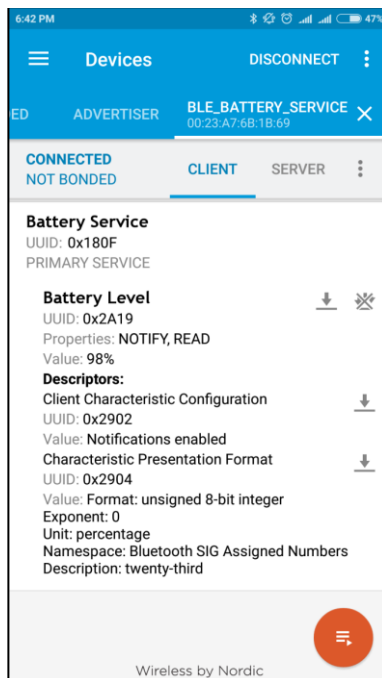 6:42 PM 47%
Devices DISCONNECT
ED ADVERTISER BLE_BATTERY_SERVICE
00:23:A7:6B:1B:69
CONNECTED
NOT BONDED
CLIENT SERVER
Battery Service
UUID: 0x180F
PRIMARY SERVICE
Battery Level
UUID: 0x2A19
Properties: NOTIFY, READ
Value: 98%
Descriptors:
Client Characteristic Configuration
UUID: 0x2902
Value: Notifications enabled
Characteristic Presentation Format
UUID: 0x2904
Value: Format: unsigned 8-bit integer
Exponent: 0
Unit: percentage
Namespace: Bluetooth SIG Assigned Numbers
Description: twenty-third
Wireless by Nordic